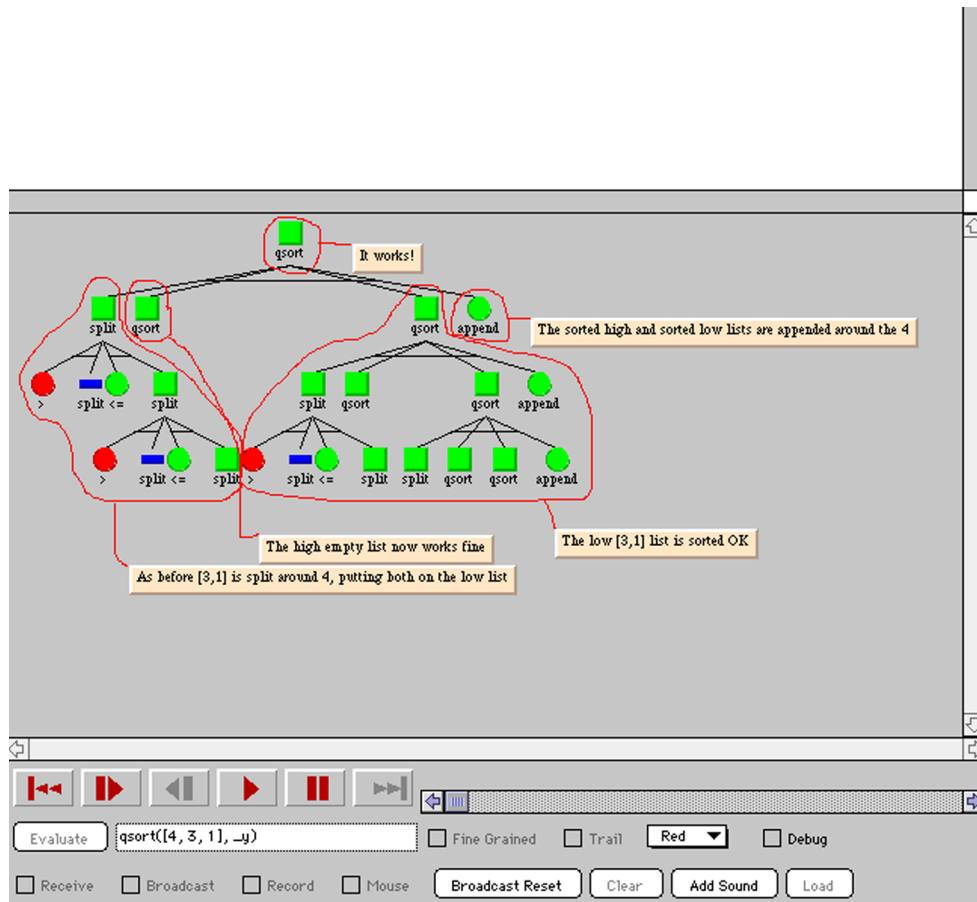 qsort
It works!
split qsort qsort append
The sorted high and sorted low lists are appended around the 4
> split <= split split qsort qsort append
> split <= split > split <= split split qsort qsort append
The high empty list now works fine
The low [3,1] list is sorted OK
As before [3,1] is split around 4, putting both on the low list
Evaluate qsort([4, 3, 1], _y) Fine Grained Trail Red Debug
Receive Broadcast Record Mouse Broadcast Reset Clear Add Sound Load